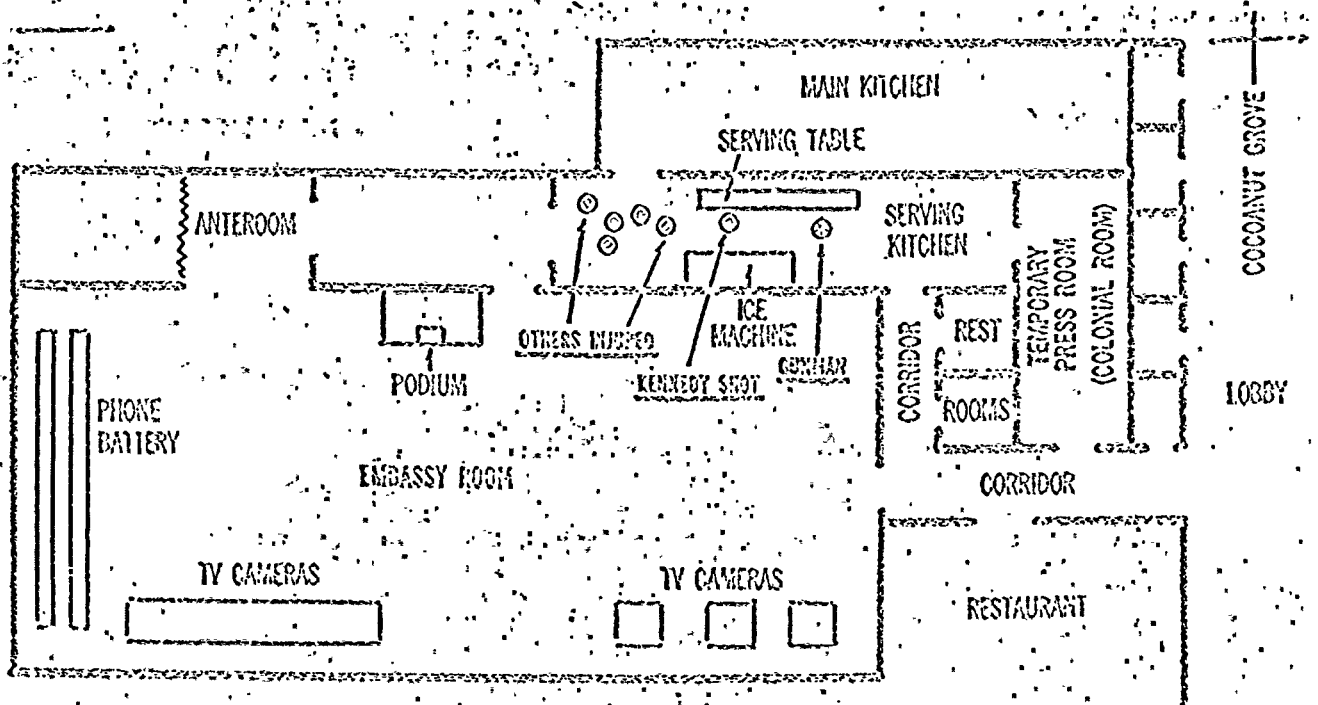 MAIN KITCHEN
SERVING TABLE
COCOANUT GROVE
ANTEROOM
SERVING
KITCHEN
TEMPORARY
PRESS ROOM
(COLONIAL ROOM)
ICE
MACHINE
OTHERS INJURED
KENNEDY SHOT
GUNMAN
CORRIDOR
REST
ROOMS
PODIUM
PHONE
BATTERY
LOBBY
EMBASSY ROOM
CORRIDOR
TV CAMERAS
TV CAMERAS
RESTAURANT